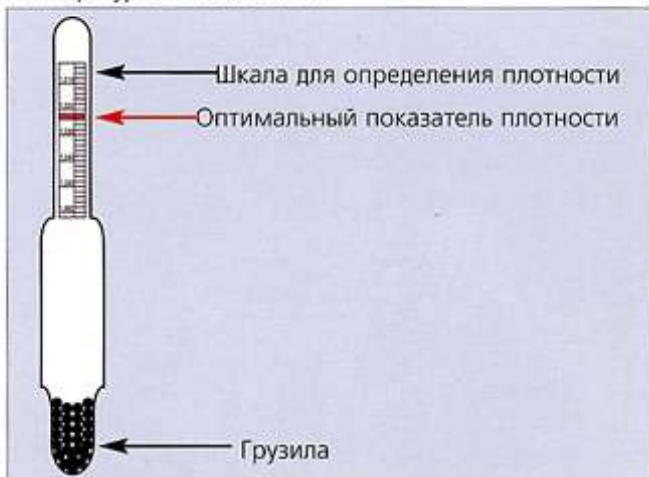 Шкала для определения плотности
Оптимальный показатель плотности
Грузила